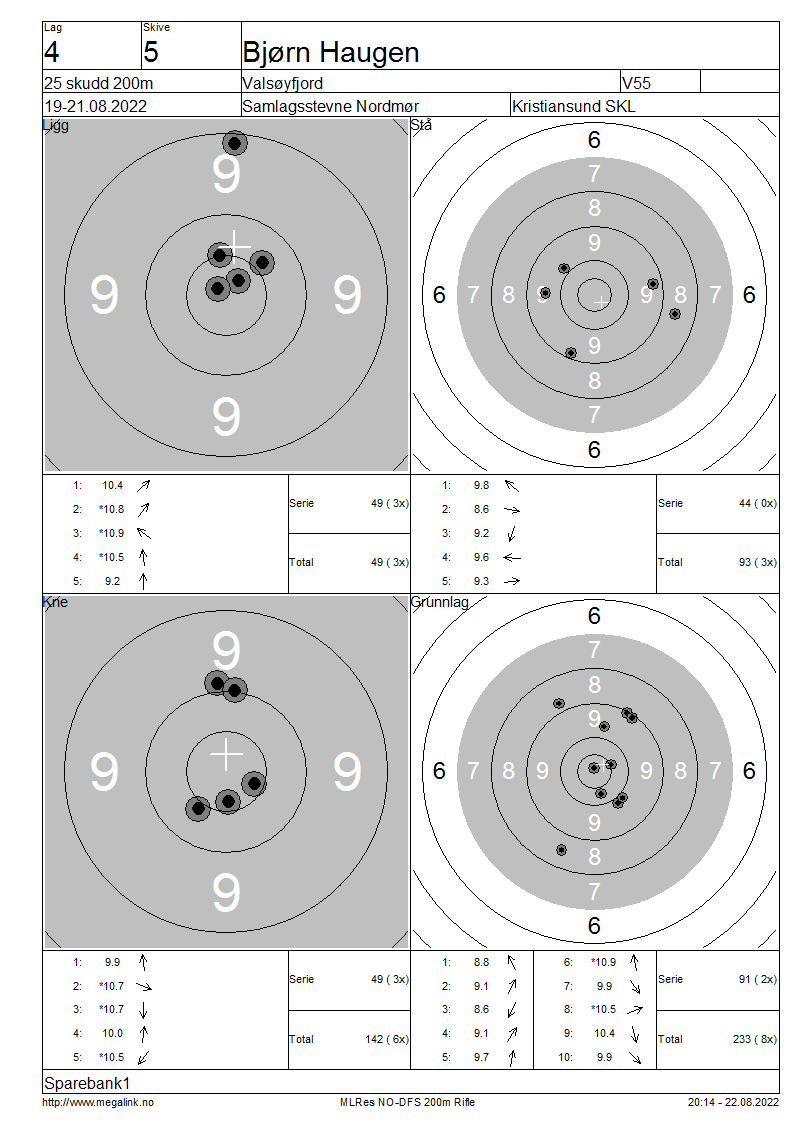 Lag
Skive
4
5
Bjørn Haugen
25 skudd 200m
Valsøyfjord
V55
19-21.08.2022
Samlagsstevne Nordmør
Kristiansund SKL
Ligg
9
9 9
9
Stå
6
7
8
9
6 7 8 9 9 8 7 6
9
8
7
6
1: 10.4
2: *10.8
3: *10.9
4: *10.5
5: 9.2
Serie 49 ( 3x)
Total 49 ( 3x)
1: 9.8
2: 8.6
3: 9.2
4: 9.6
5: 9.3
Serie 44 ( 0x)
Total 93 ( 3x)
Kne
9
9 9
9
Grunnlag
6
7
8
9
6 7 8 9 9 8 7 6
9
8
7
6
1: 9.9
2: *10.7
3: *10.7
4: 10.0
5: *10.5
Serie 49 ( 3x)
Total 142 ( 6x)
1: 8.8
2: 9.1
3: 8.6
4: 9.1
5: 9.7
6: *10.9
7: 9.9
8: *10.5
9: 10.4
10: 9.9
Serie 91 ( 2x)
Total 233 ( 8x)
Sparebank1
http://www.megalink.no
MLRes NO-DFS 200m Rifle
20:14 - 22.08.2022